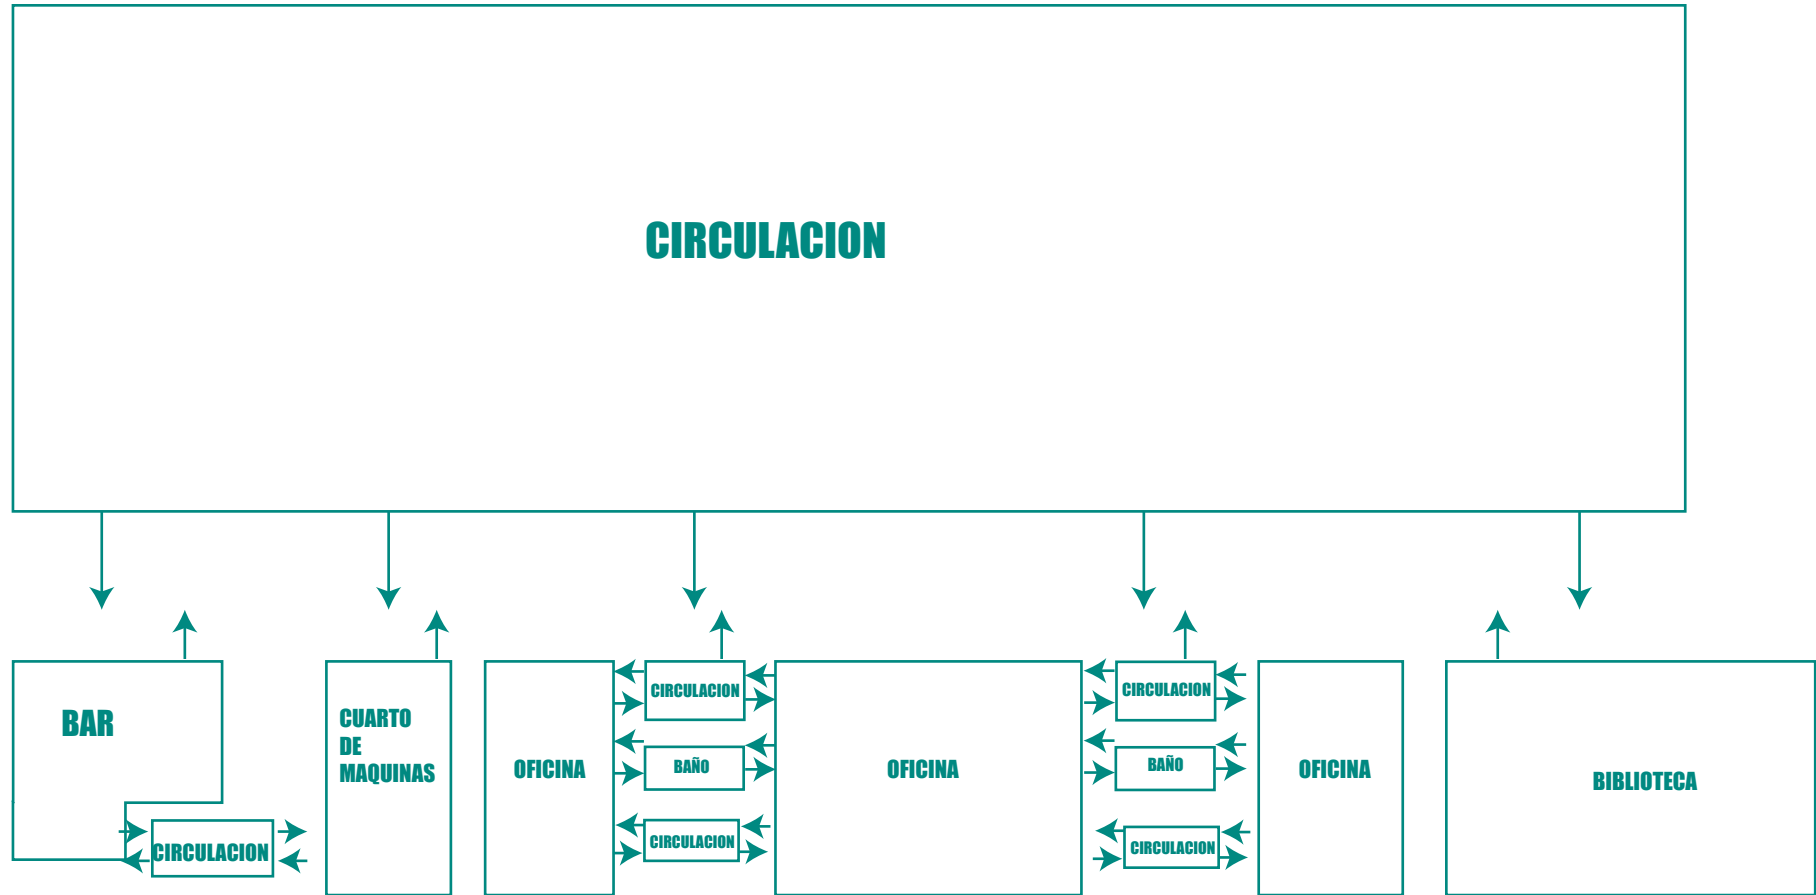 CIRCULACION
BAR
CUARTO
DE
MAQUINAS
CIRCULACION
OFICINA
CIRCULACION
BAÑO
CIRCULACION
OFICINA
CIRCULACION
BAÑO
CIRCULACION
OFICINA
BIBLIOTECA